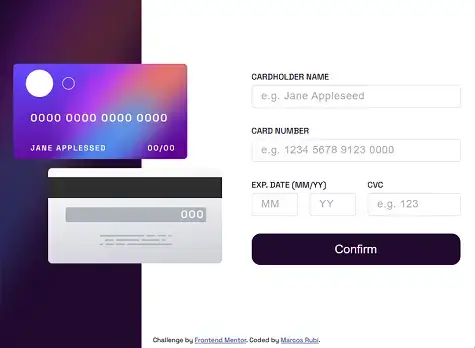 0000 0000 0000 0000
JANE APPLESSED 00/00
000
CARDHOLDER NAME
e.g. Jane Appleseed
CARD NUMBER
e.g. 1234 5678 9123 0000
EXP. DATE (MM/YY) CVC
MM YY e.g. 123
Confirm
Challenge by Frontend Mentor. Coded by Marcos Rubí.